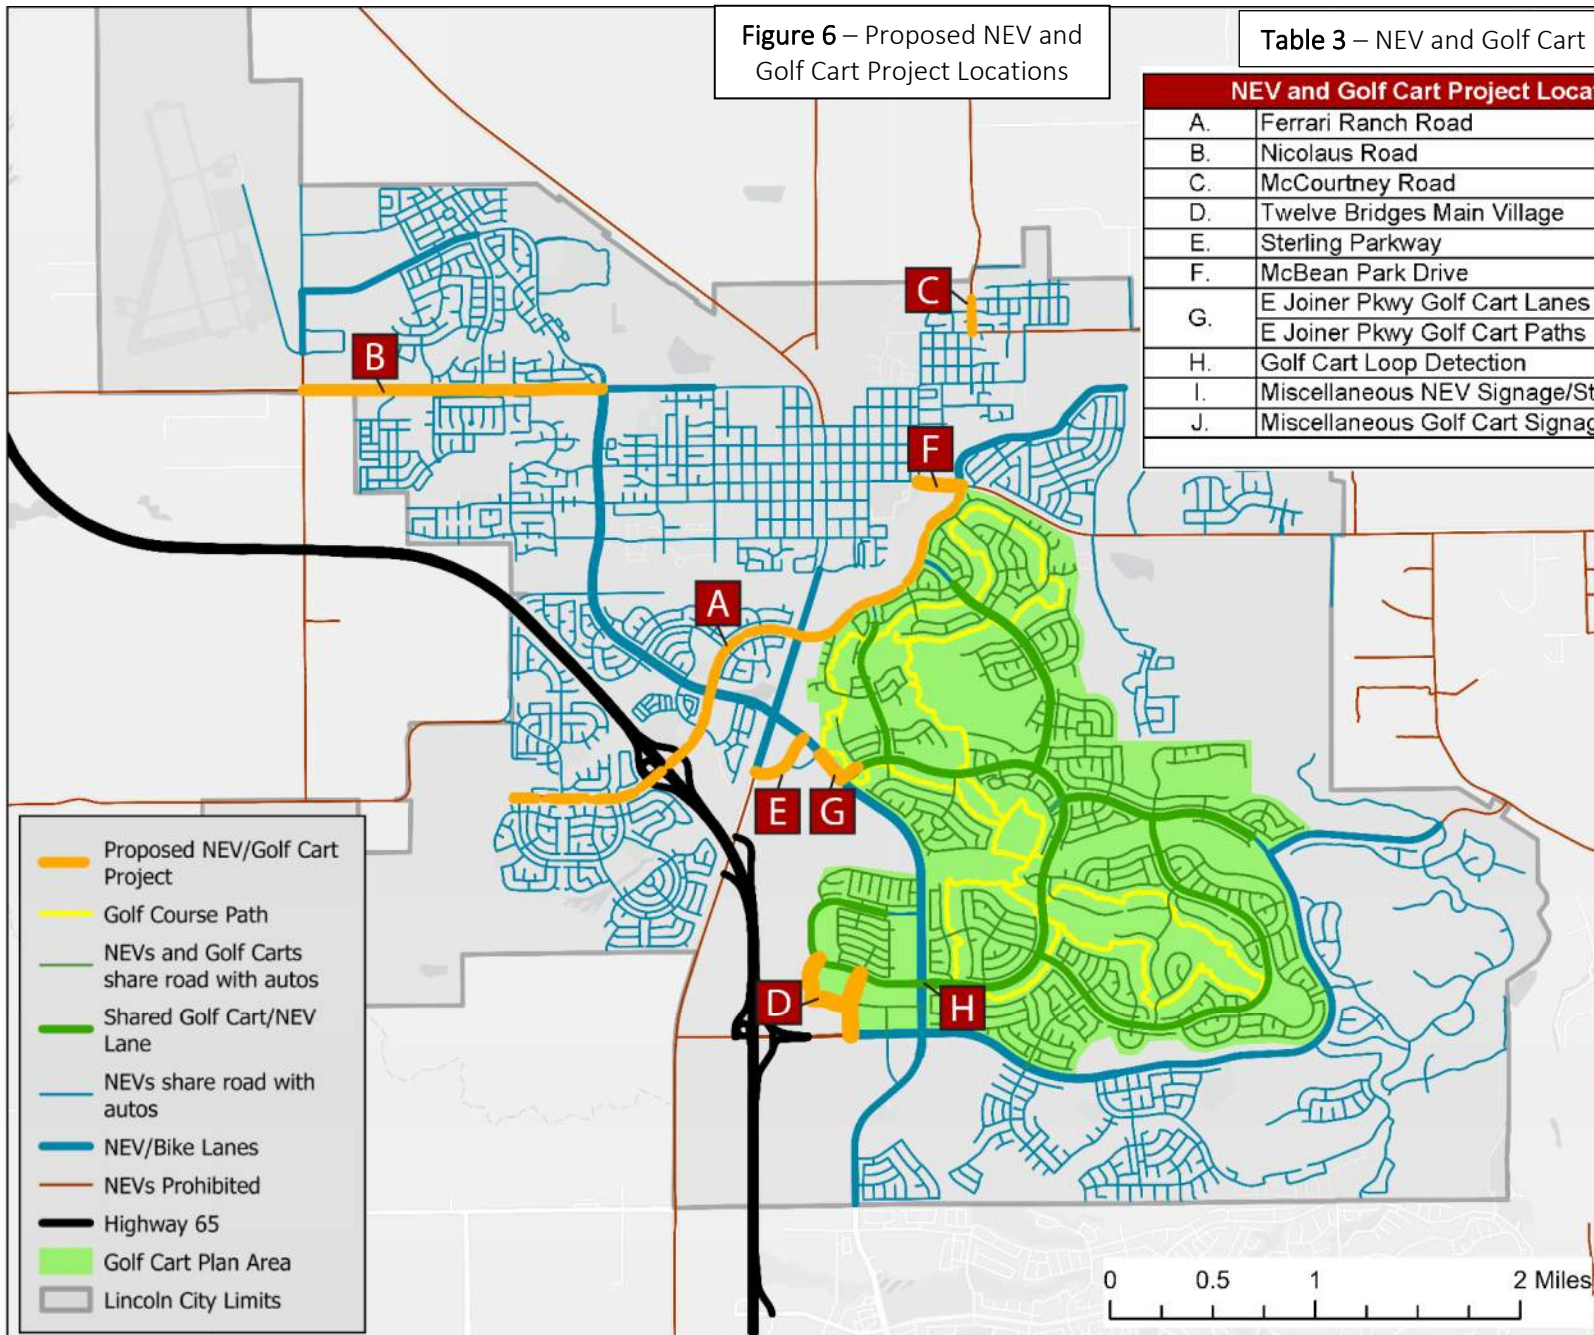 Figure 6 – Proposed NEV and
Golf Cart Project Locations
Table 3 – NEV and Golf Cart
NEV and Golf Cart Project Loca
A. Ferrari Ranch Road
B. Nicolaus Road
C. McCourtney Road
D. Twelve Bridges Main Village
E. Sterling Parkway
F. McBean Park Drive
G. E Joiner Pkwy Golf Cart Lanes
E Joiner Pkwy Golf Cart Paths
H. Golf Cart Loop Detection
I. Miscellaneous NEV Signage/St
J. Miscellaneous Golf Cart Signag
C
B
F
A
E
G
D
H
Proposed NEV/Golf Cart
Project
Golf Course Path
NEVs and Golf Carts
share road with autos
Shared Golf Cart/NEV
Lane
NEVs share road with
autos
NEV/Bike Lanes
NEVs Prohibited
Highway 65
Golf Cart Plan Area
Lincoln City Limits
0 0.5 1 2 Miles